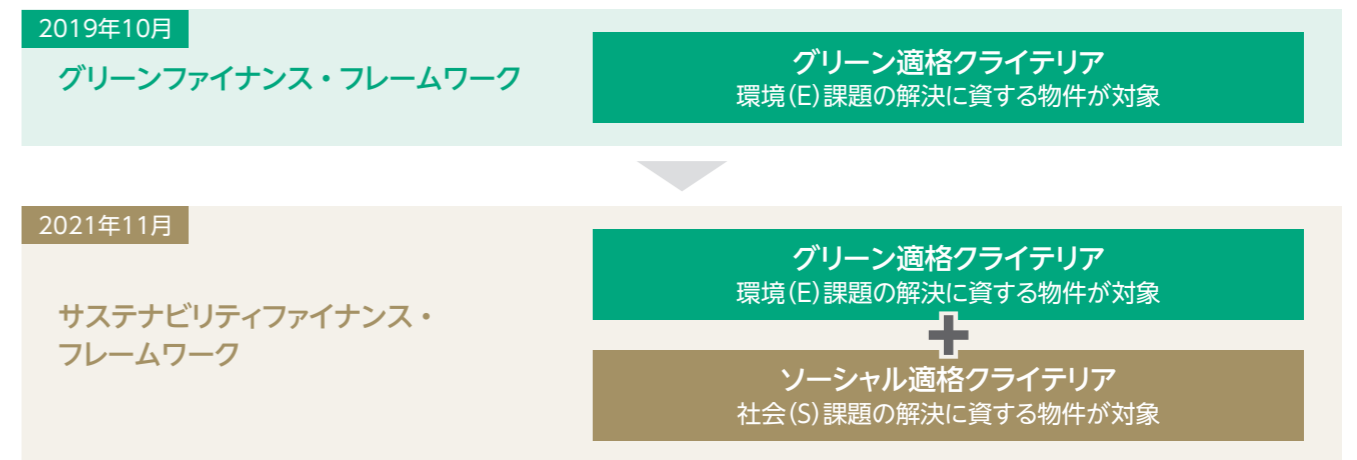 2019年10月
グリーンファイナンス・フレームワーク
グリーン適格クライテリア
環境(E)課題の解決に資する物件が対象
2021年11月
サステナビリティファイナンス・
フレームワーク
グリーン適格クライテリア
環境(E)課題の解決に資する物件が対象
+
ソーシャル適格クライテリア
社会(S)課題の解決に資する物件が対象